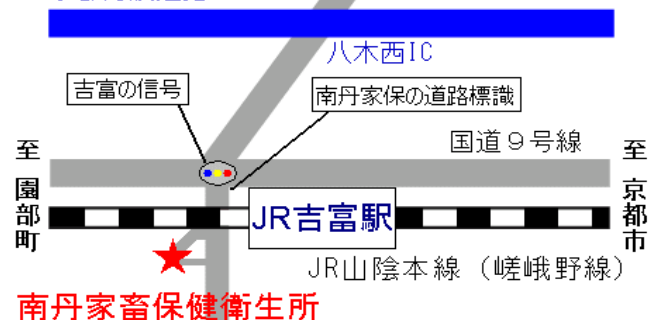 八木西IC
吉富の信号
南丹家保の道路標識
国道９号線
至
園部町
至
京都市
JR吉富駅
JR山陰本線（嵯峨野線）
南丹家畜保健衛生所